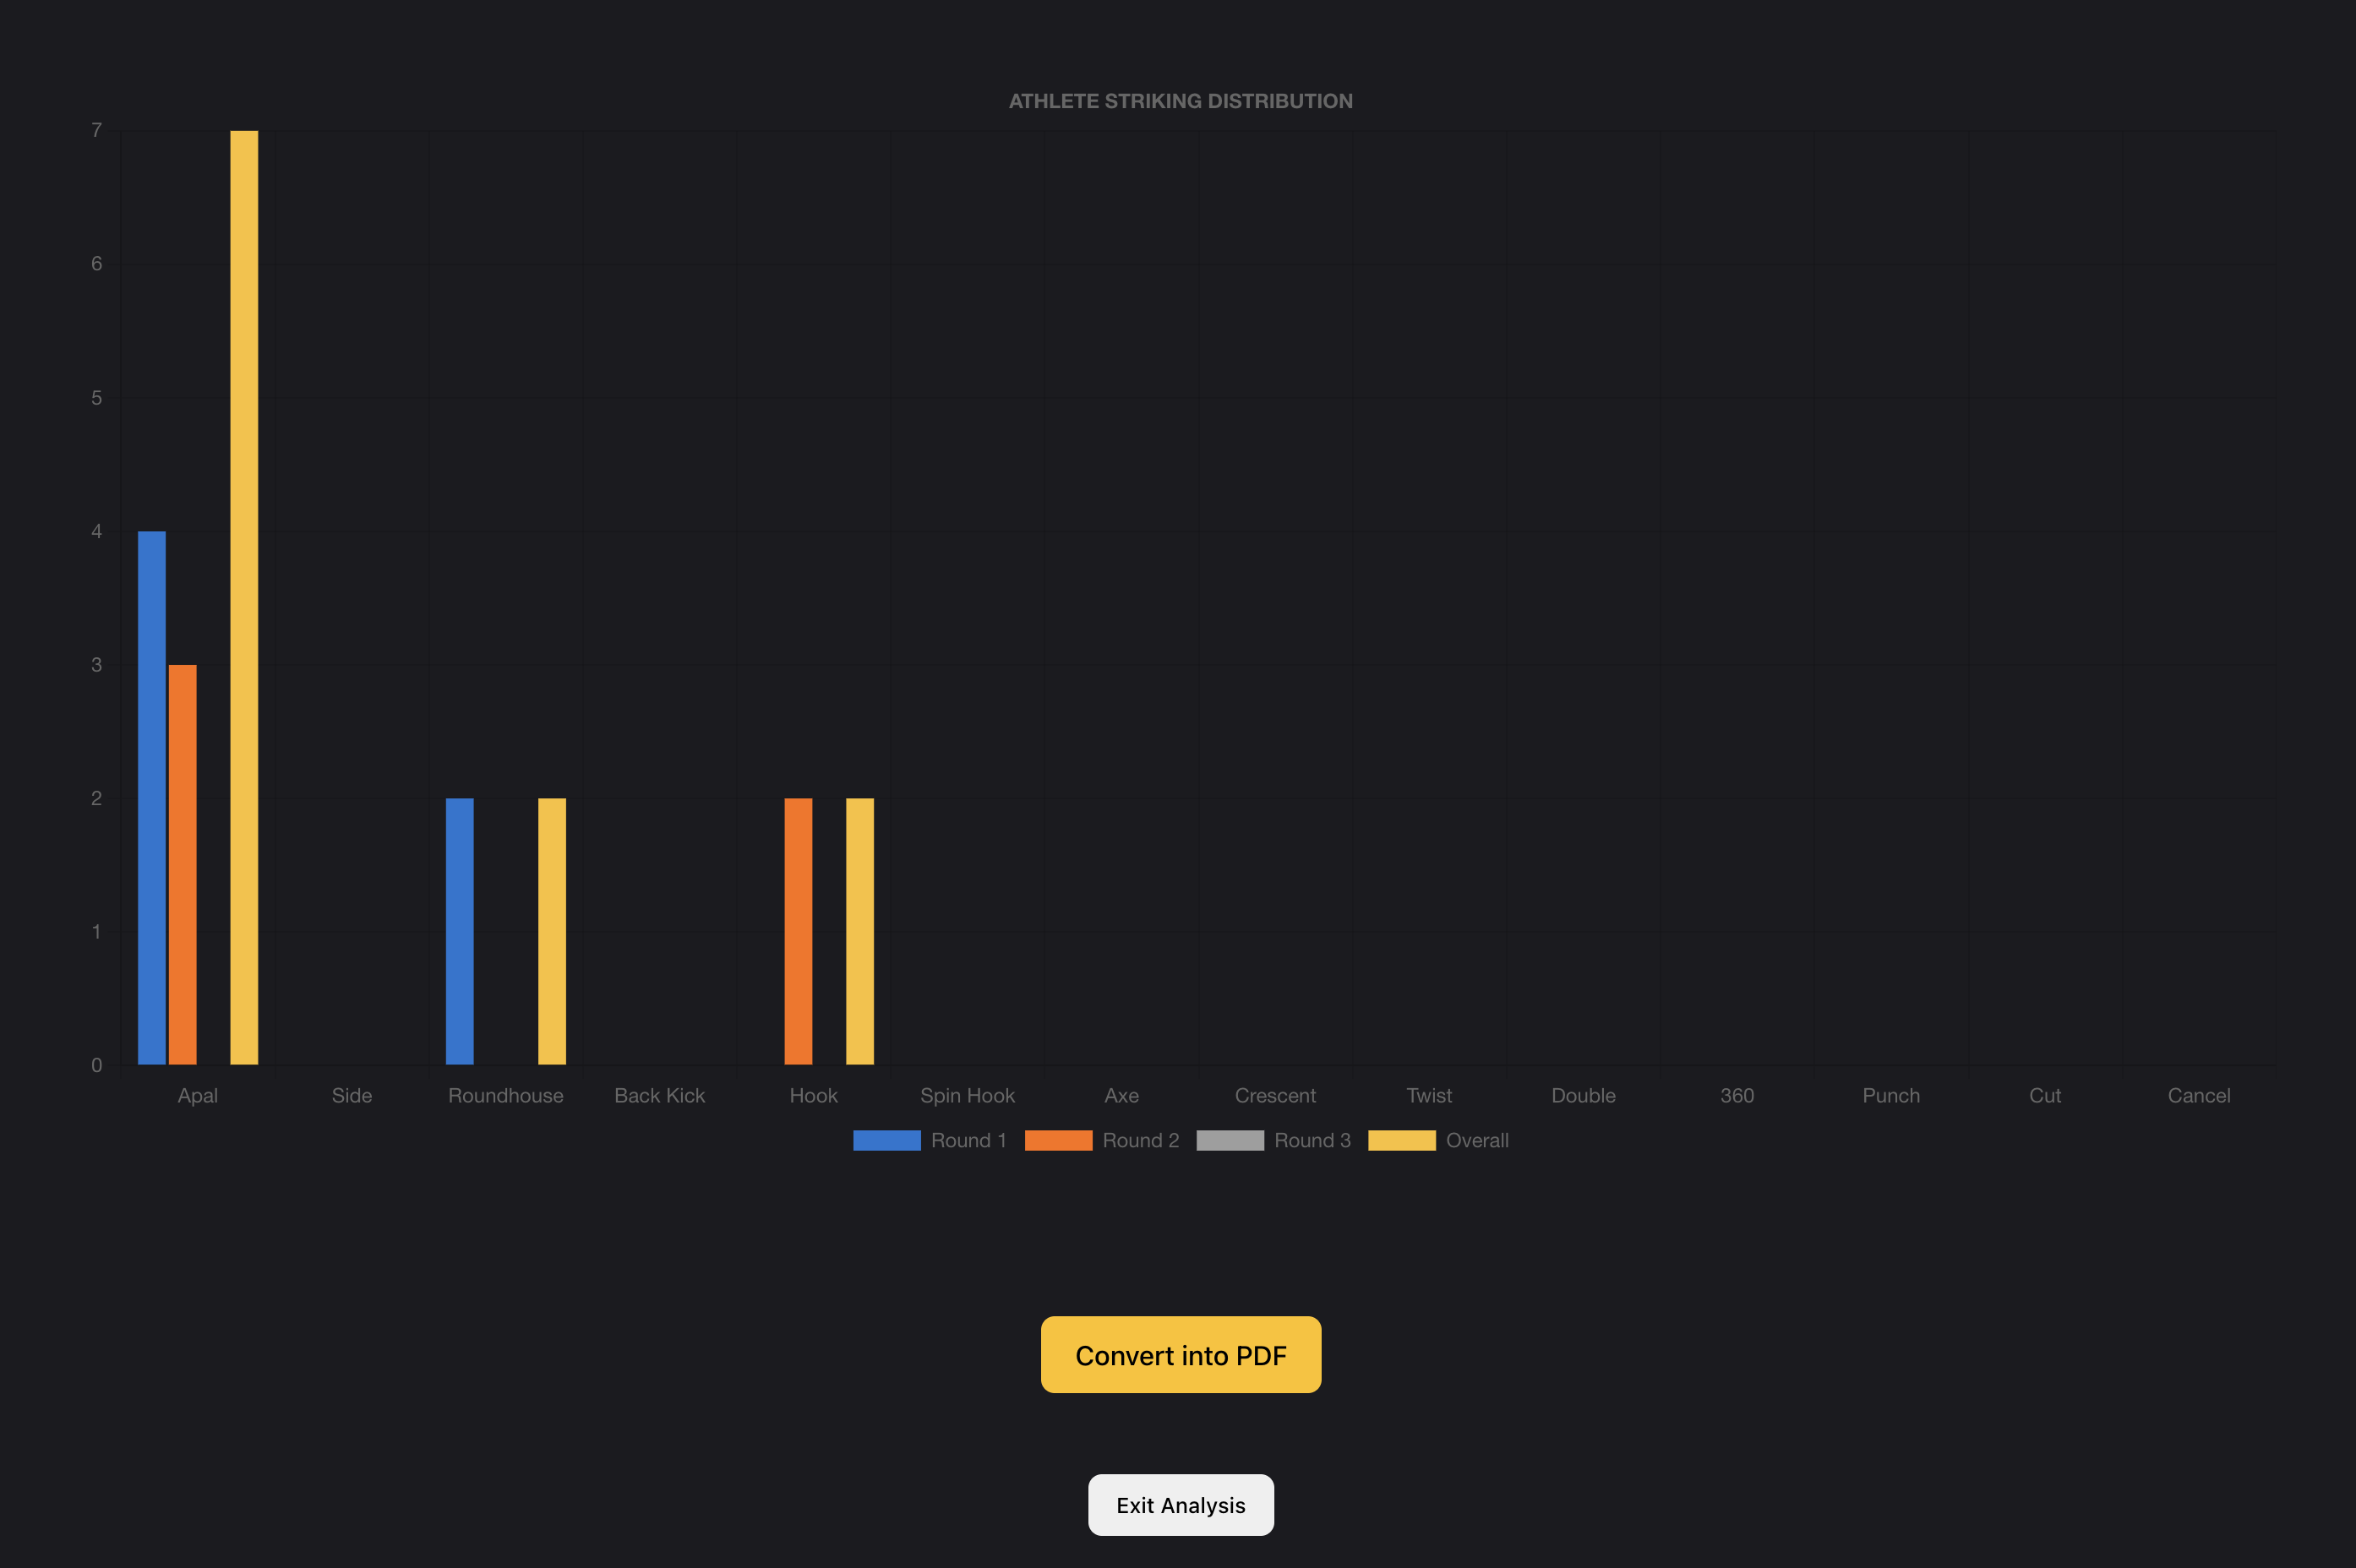 ATHLETE STRIKING DISTRIBUTION
7
6
5
4
3
2
1
0
Apal Side Roundhouse Back Kick Hook Spin Hook Axe Crescent Twist Double 360 Punch Cut Cancel
Round 1 Round 2 Round 3 Overall
Convert into PDF
Exit Analysis